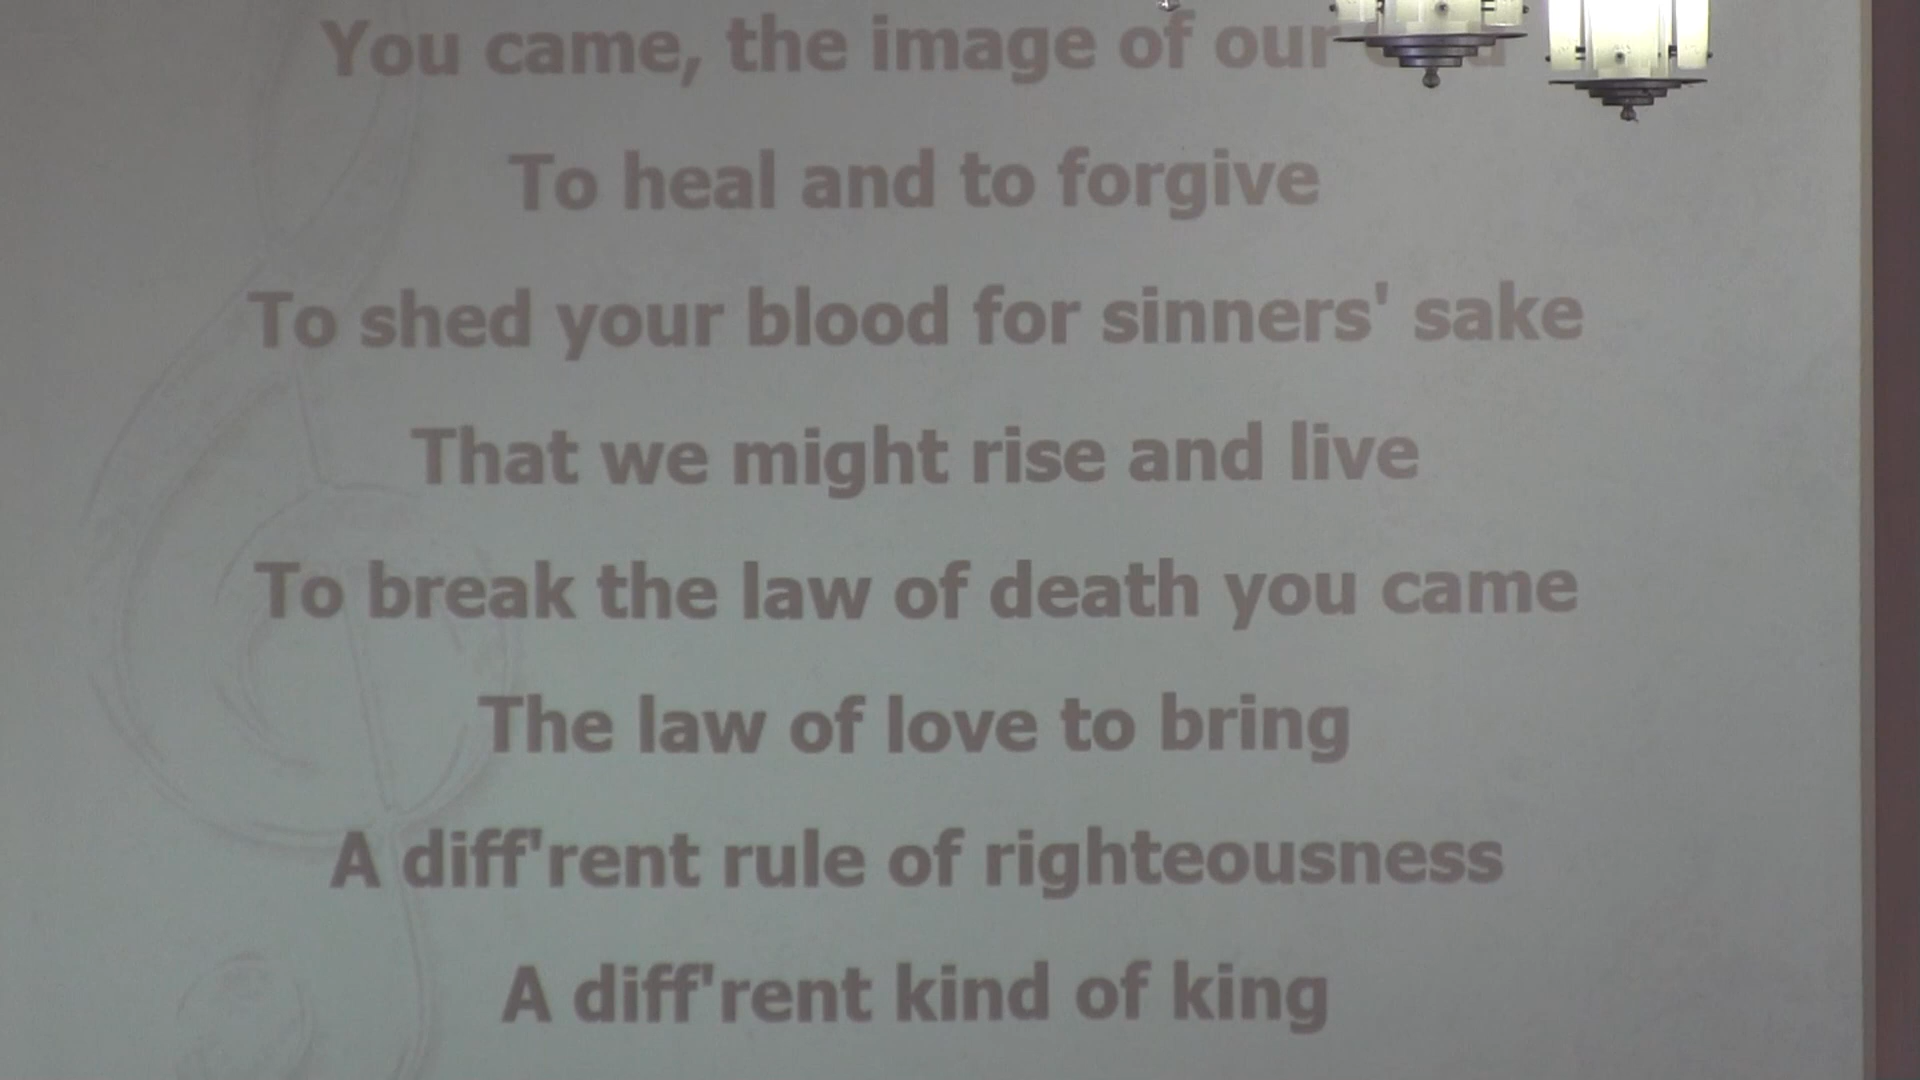 You came, the image of our
To heal and to forgive
To shed your blood for sinners' sake
That we might rise and live
To break the law of death you came
The law of love to bring
A diff'rent rule of righteousness
A diff'rent kind of king